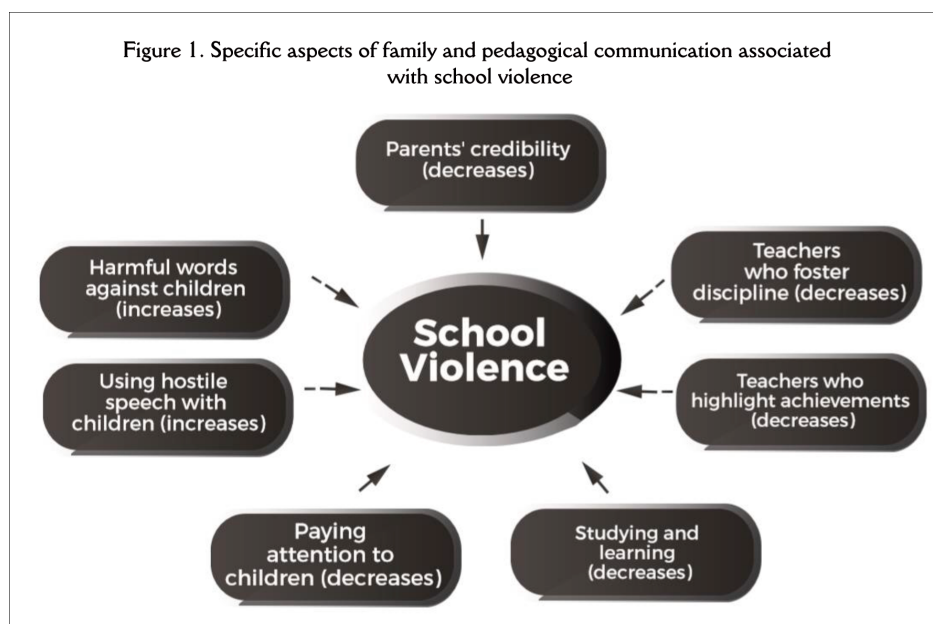 Figure 1. Specific aspects of family and pedagogical communication associated
with school violence
Parents' credibility
(decreases)
Harmful words
against children
(increases)
Teachers
who foster
discipline (decreases)
School
Violence
Using hostile
speech with
children (increases)
Teachers who
highlight achievements
(decreases)
Paying
attention to
children (decreases)
Studying and
learning
(decreases)